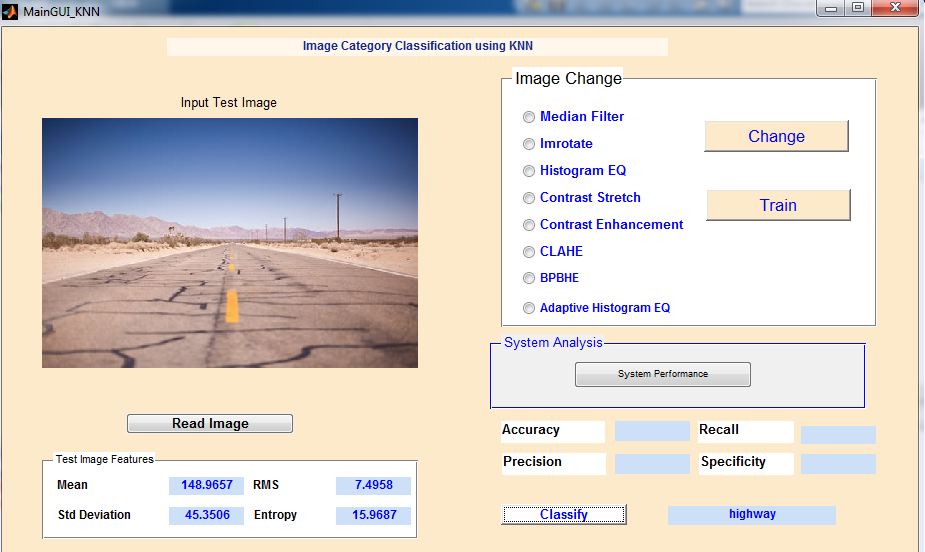 MainGUI_KNN
Image Category Classification using KNN
Input Test Image
Read Image
Test Image Features
Mean 148.9657 RMS 7.4958
Std Deviation 45.3506 Entropy 15.9687
Image Change
Median Filter
Imrotate
Histogram EQ
Contrast Stretch
Contrast Enhancement
CLAHE
BPBHE
Adaptive Histogram EQ
Change
Train
System Analysis
System Performance
Accuracy Recall
Precision Specificity
Classify highway